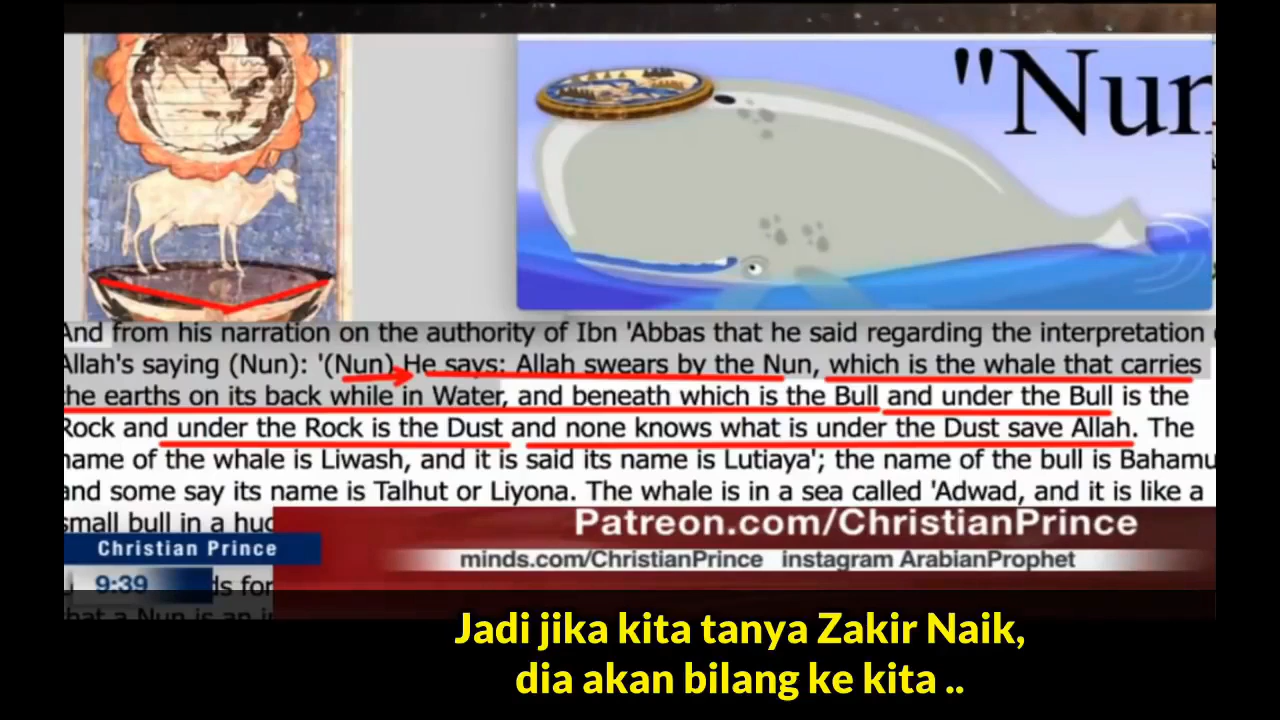 "Nun
And from his narration on the authority of Ibn 'Abbas that he said regarding the interpretation
Allah's saying (Nun): '(Nun) He says: Allah swears by the Nun, which is the whale that carries
the earths on its back while in Water, and beneath which is the Bull and under the Bull is the
Rock and under the Rock is the Dust and none knows what is under the Dust save Allah. The
name of the whale is Liwash, and it is said its name is Lutiaya'; the name of the bull is Bahamu
and some say its name is Talhut or Liyona. The whale is in a sea called 'Adwad, and it is like a
small bull in a
Patreon.com/ChristianPrince
Christian Prince
minds.com/ChristianPrince instagram ArabianProphet
9:39
for
that a Nun is an
Jadi jika kita tanya Zakir Naik,
dia akan bilang ke kita ..